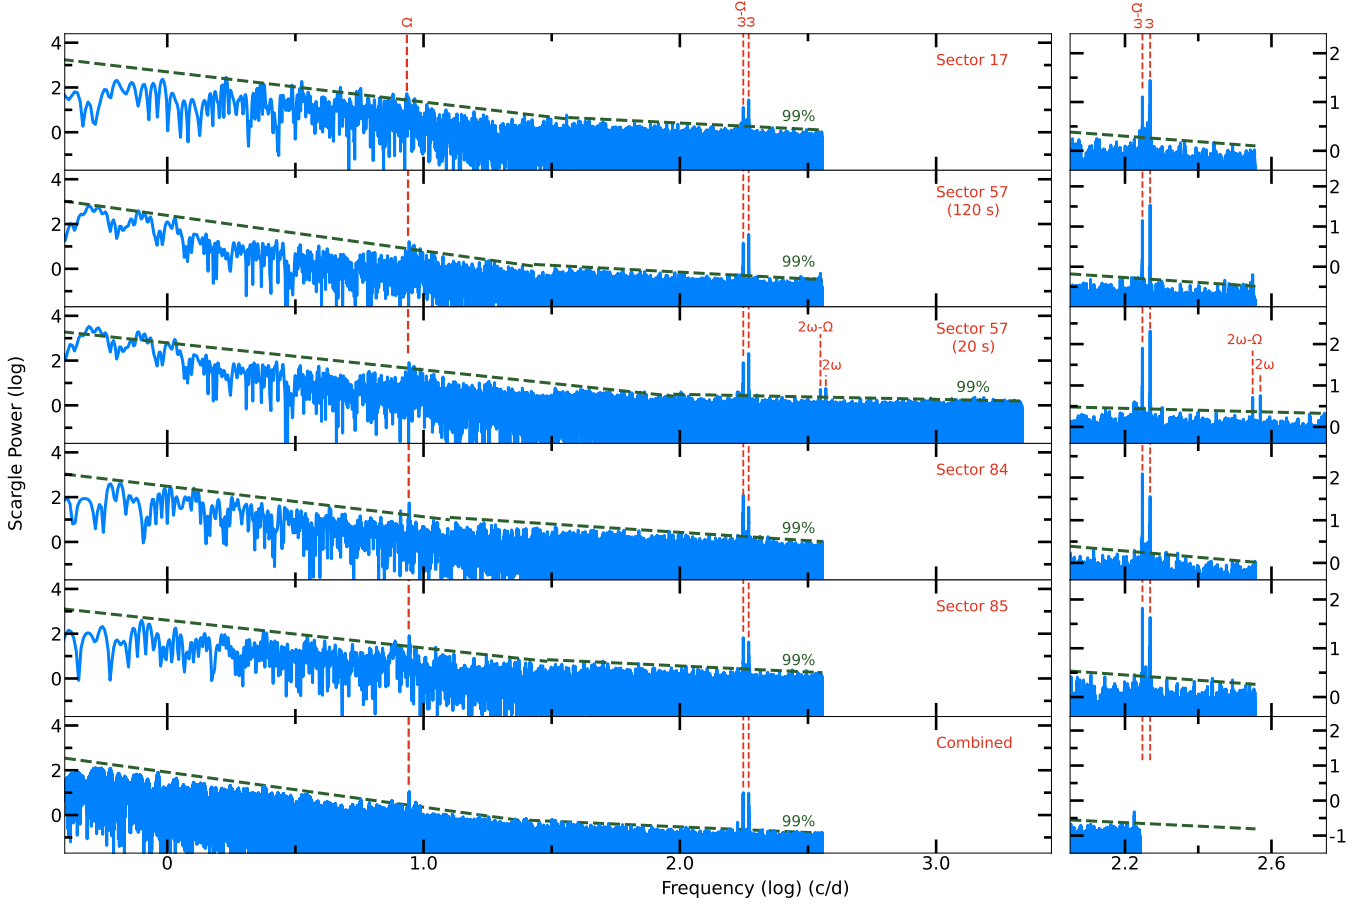 Ω ω-Ω ω ω-Ω ω
4 2 0 Sector 17 99% 2 1 0
4 2 0 Sector 57 99% 2 1 0
(120 s)
4 2 0 2ω-Ω 2ω Sector 57 99% 2ω-Ω 2ω 2 1 0
(20 s)
4 2 0 Sector 84 99% 2 1 0
4 2 0 Sector 85 99% 2 1 0
4 2 0 Combined 99% 2 1 0 -1
0 1.0 2.0 3.0 2.2 2.6
Frequency (log) (c/d)
Scargle Power (log)